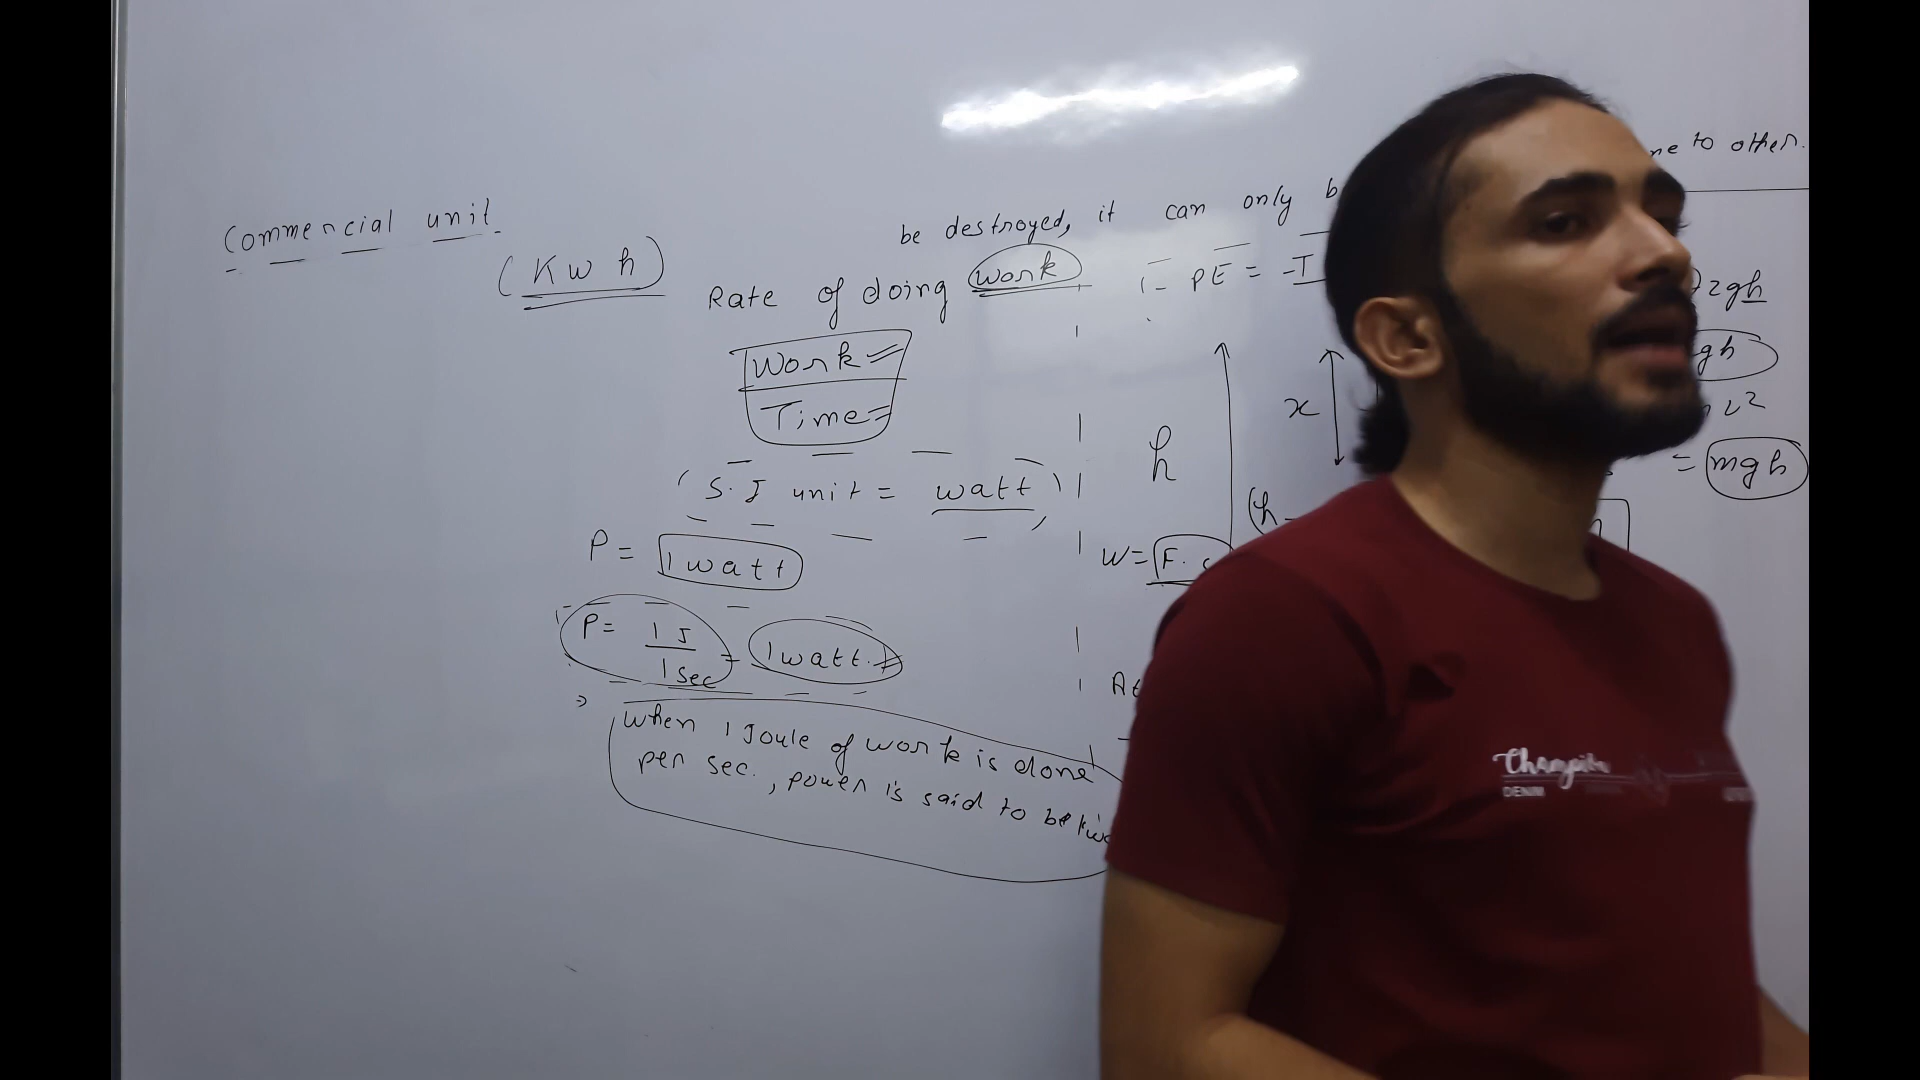 Commercial unit.
(Kwh)
ne to other.
be destroyed, it can only b
Rate of doing work
Work
Time
(S.I unit = watt)
P = 1 watt
P = 1 J
1 sec
= 1 watt.
⇒ When 1 Joule of work is done
per sec., power is said to be
PE = -I
h
x
(h -
W = F.
2gh
gh
v2
= mgh
DENIM